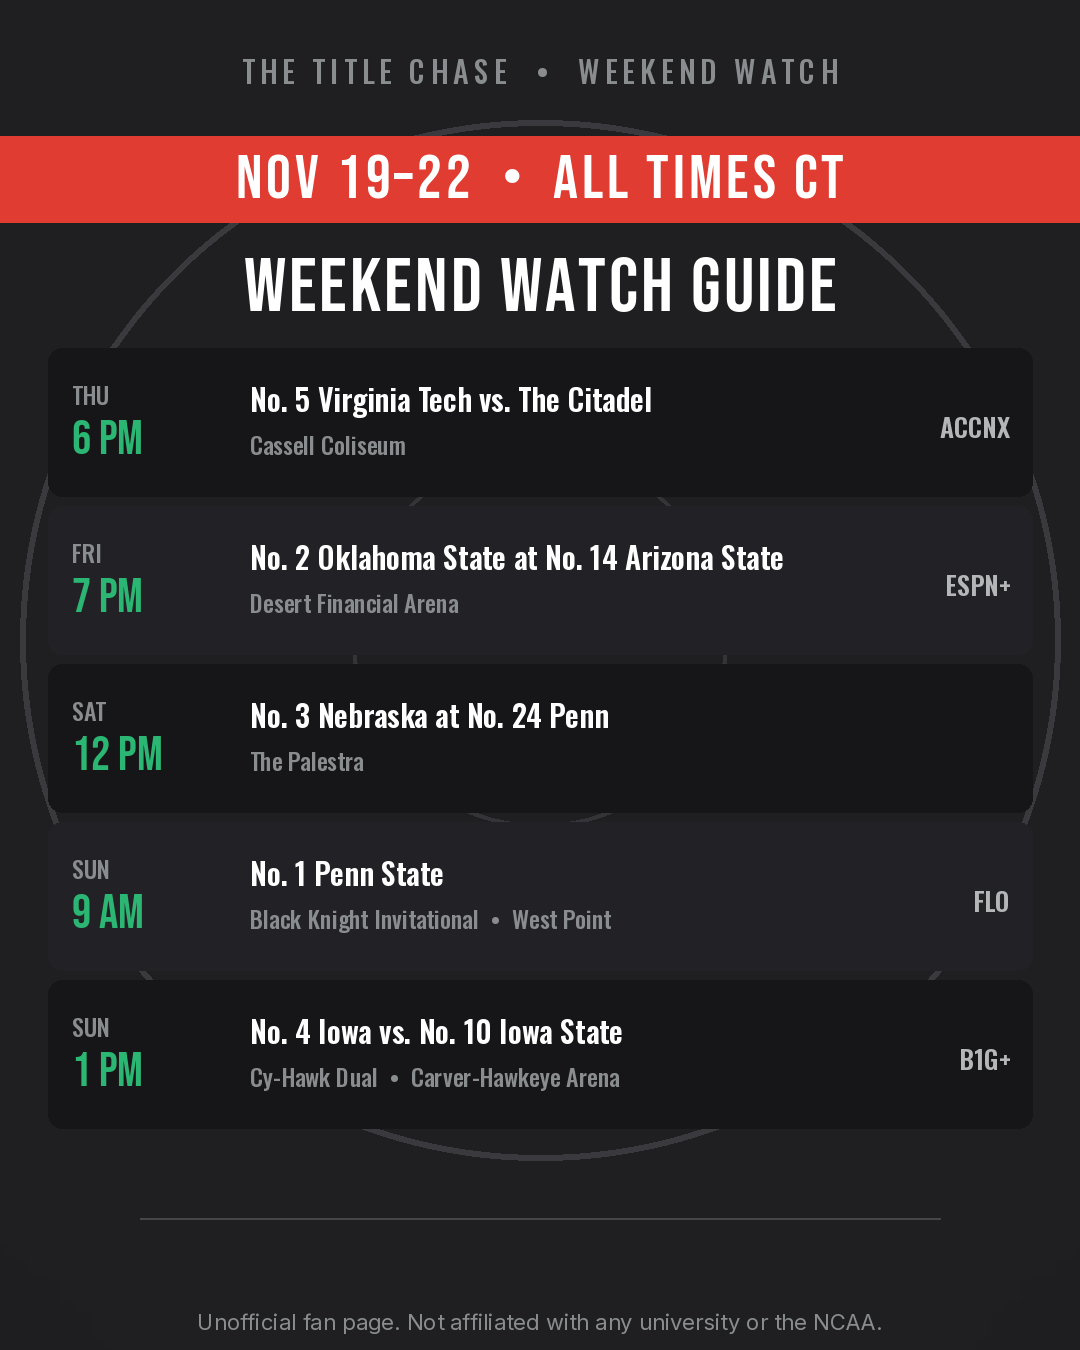 THE TITLE CHASE • WEEKEND WATCH
NOV 19–22 • ALL TIMES CT
WEEKEND WATCH GUIDE
THU
6 PM
No. 5 Virginia Tech vs. The Citadel
Cassell Coliseum
ACCNX
FRI
7 PM
No. 2 Oklahoma State at No. 14 Arizona State
Desert Financial Arena
ESPN+
SAT
12 PM
No. 3 Nebraska at No. 24 Penn
The Palestra
SUN
9 AM
No. 1 Penn State
Black Knight Invitational • West Point
FLO
SUN
1 PM
No. 4 Iowa vs. No. 10 Iowa State
Cy-Hawk Dual • Carver-Hawkeye Arena
B1G+
Unofficial fan page. Not affiliated with any university or the NCAA.